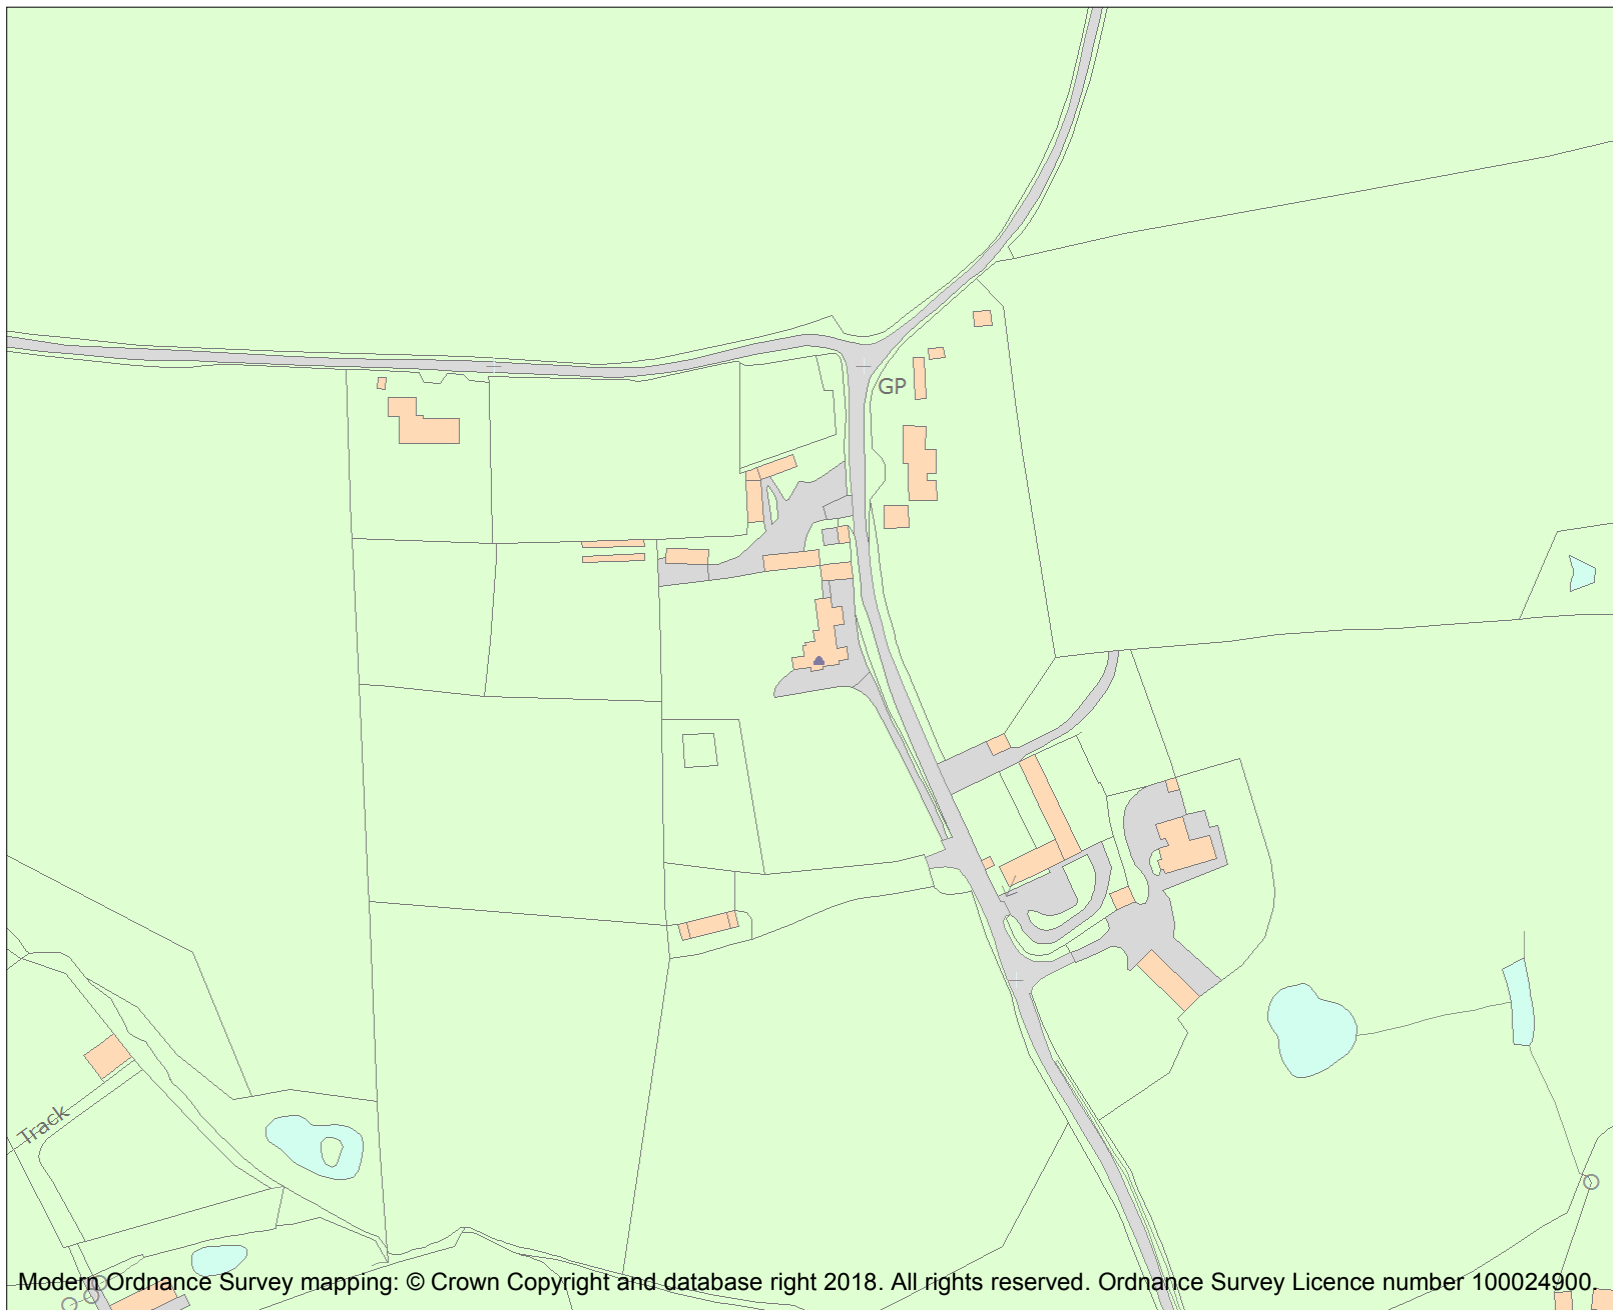 GP
Track
Modern Ordnance Survey mapping: © Crown Copyright and database right 2018. All rights reserved. Ordnance Survey Licence number 100024900.